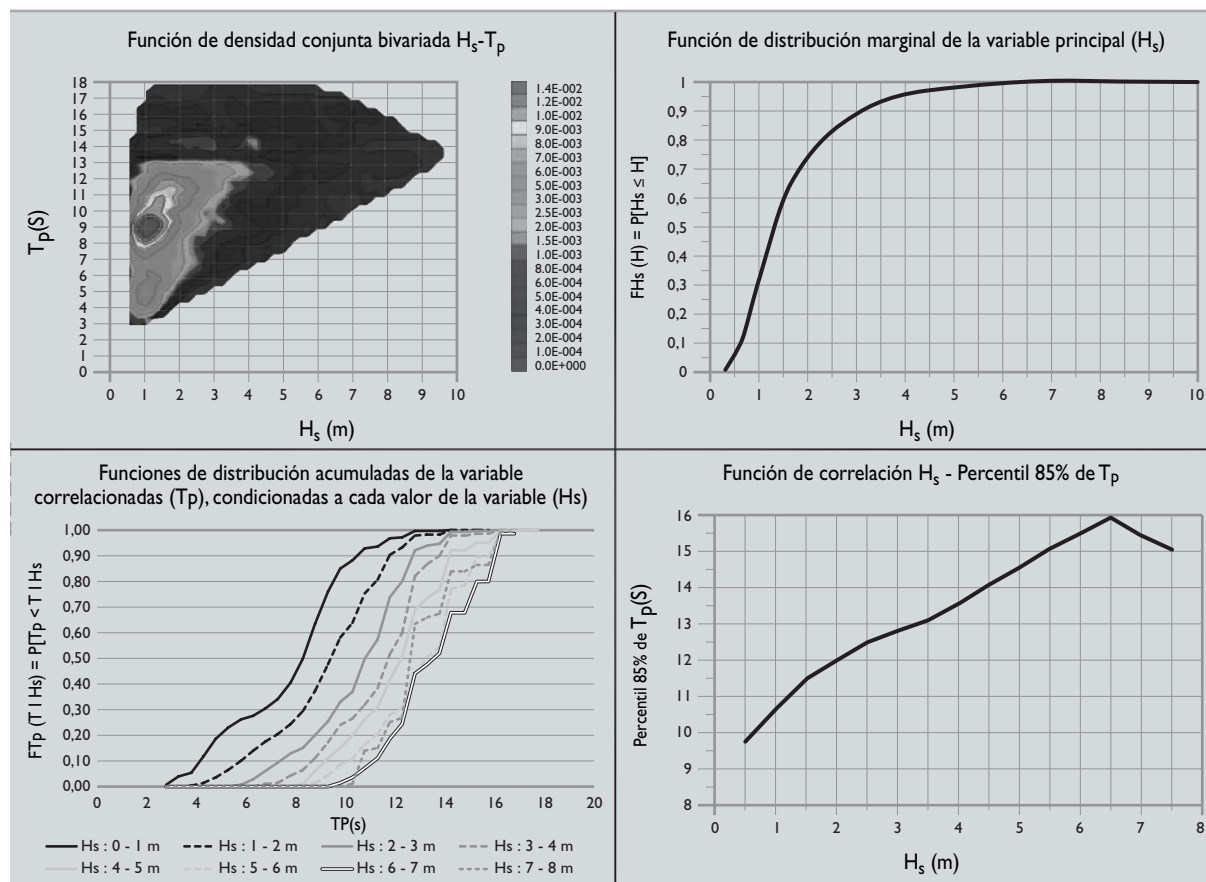 Función de densidad conjunta bivariada Hs-Tp
18
17
16
15
14
13
12
11
10
9
8
7
6
5
4
3
2
1
0
Tp(S)
0 1 2 3 4 5 6 7 8 9 10
Hs (m)
1.4E-002
1.2E-002
1.0E-002
9.0E-003
8.0E-003
7.0E-003
6.0E-003
5.0E-003
3.0E-003
2.5E-003
2.0E-003
1.5E-003
1.0E-003
8.0E-004
6.0E-004
5.0E-004
4.0E-004
3.0E-004
2.0E-004
1.0E-004
0.0E+000
Función de distribución marginal de la variable principal (Hs)
1
0,9
0,8
0,7
0,6
0,5
0,4
0,3
0,2
0,1
0
FHs (H) = P[Hs ≤ H]
0 1 2 3 4 5 6 7 8 9 10
Hs (m)
Funciones de distribución acumuladas de la variable
correlacionadas (Tp), condicionadas a cada valor de la variable (Hs)
1,00
0,90
0,80
0,70
0,60
0,50
0,40
0,30
0,20
0,10
0,00
FTp (T I Hs) = P[Tp < T I Hs
0 2 4 6 8 10 12 14 16 18 20
TP(s)
Hs : 0 - 1 m Hs : 1 - 2 m Hs : 2 - 3 m Hs : 3 - 4 m
Hs : 4 - 5 m Hs : 5 - 6 m Hs : 6 - 7 m Hs : 7 - 8 m
Función de correlación Hs - Percentil 85% de Tp
16
15
14
13
12
11
10
9
8
Percentil 85% de Tp(S)
0 1 2 3 4 5 6 7 8
Hs (m)